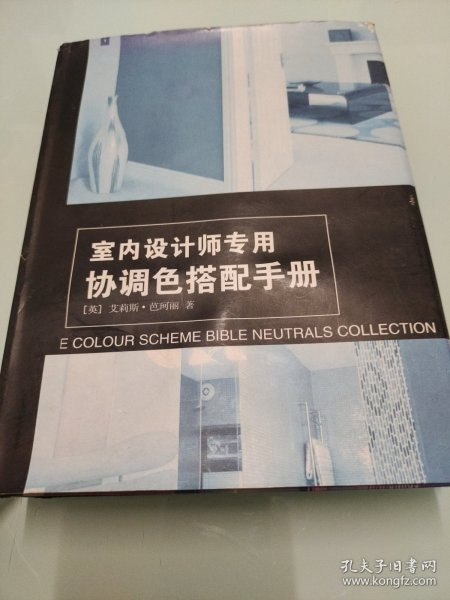 室内设计师专用
协调色搭配手册
[英] 艾莉斯·芭珂丽 著
E COLOUR SCHEME BIBLE NEUTRALS COLLECTION
孔夫子旧书网
www.kongfz.com